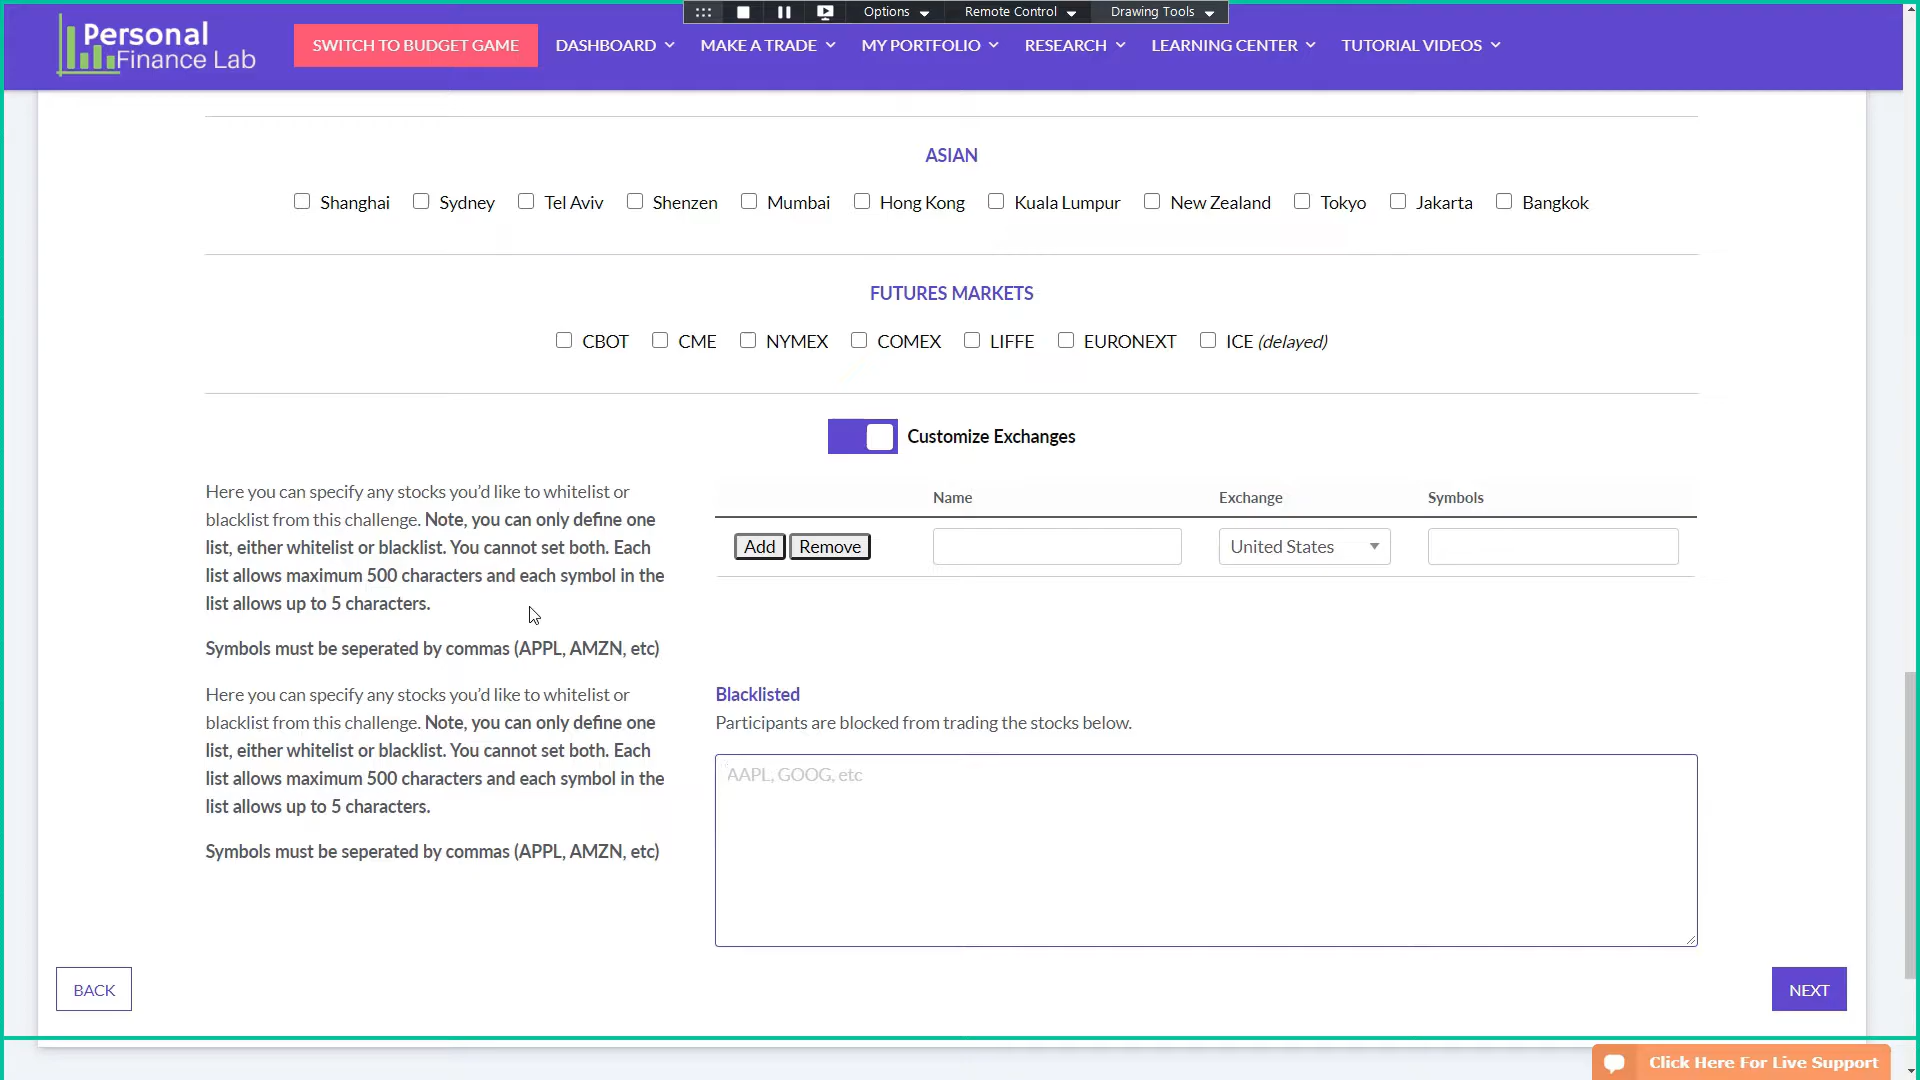 Options
Remote Control
Drawing Tools
Personal
Finance Lab
SWITCH TO BUDGET GAME
DASHBOARD
MAKE A TRADE
MY PORTFOLIO
RESEARCH
LEARNING CENTER
TUTORIAL VIDEOS
ASIAN
Shanghai
Sydney
Tel Aviv
Shenzen
Mumbai
Hong Kong
Kuala Lumpur
New Zealand
Tokyo
Jakarta
Bangkok
FUTURES MARKETS
CBOT
CME
NYMEX
COMEX
LIFFE
EURONEXT
ICE (delayed)
Customize Exchanges
Here you can specify any stocks you'd like to whitelist or
blacklist from this challenge. Note, you can only define one
list, either whitelist or blacklist. You cannot set both. Each
list allows maximum 500 characters and each symbol in the
list allows up to 5 characters.
Symbols must be seperated by commas (APPL, AMZN, etc)
Name
Exchange
Symbols
Add
Remove
United States
Here you can specify any stocks you'd like to whitelist or
blacklist from this challenge. Note, you can only define one
list, either whitelist or blacklist. You cannot set both. Each
list allows maximum 500 characters and each symbol in the
list allows up to 5 characters.
Symbols must be seperated by commas (APPL, AMZN, etc)
Blacklisted
Participants are blocked from trading the stocks below.
AAPL, GOOG, etc
BACK
NEXT
Click Here For Live Support